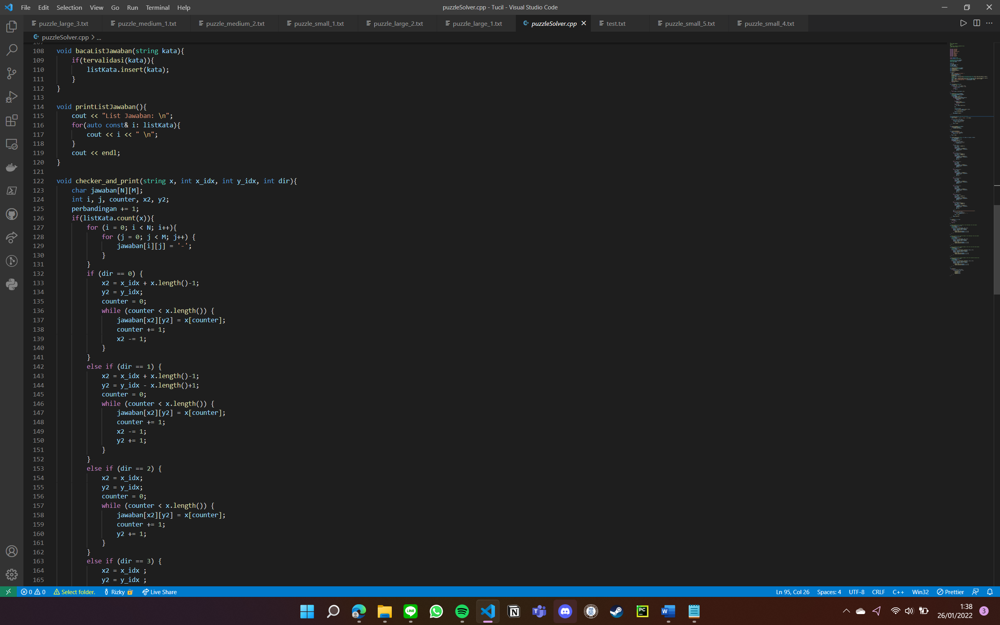 File Edit Selection View Go Run Terminal Help puzzleSolver.cpp - Tucil - Visual Studio Code
puzzle_large_3.txt puzzle_medium_1.txt puzzle_medium_2.txt puzzle_small_1.txt puzzle_large_2.txt puzzle_large_1.txt puzzleSolver.cpp test.txt puzzle_small_5.txt puzzle_small_4.txt
puzzleSolver.cpp > ...
107
108 void bacaListJawaban(string kata){
109     if(tervalidasi(kata)){
110         listKata.insert(kata);
111     }
112 }
113
114 void printListJawaban(){
115     cout << "List Jawaban: \n";
116     for(auto const& i: listKata){
117         cout << i << " \n";
118     }
119     cout << endl;
120 }
121
122 void checker_and_print(string x, int x_idx, int y_idx, int dir){
123     char jawaban[N][M];
124     int i, j, counter, x2, y2;
125     perbandingan += 1;
126     if(listKata.count(x)){
127         for (i = 0; i < N; i++){
128             for (j = 0; j < M; j++) {
129                 jawaban[i][j] = '-';
130             }
131         }
132         if (dir == 0) {
133             x2 = x_idx + x.length()-1;
134             y2 = y_idx;
135             counter = 0;
136             while (counter < x.length()) {
137                 jawaban[x2][y2] = x[counter];
138                 counter += 1;
139                 x2 -= 1;
140             }
141         }
142         else if (dir == 1) {
143             x2 = x_idx + x.length()-1;
144             y2 = y_idx - x.length()+1;
145             counter = 0;
146             while (counter < x.length()) {
147                 jawaban[x2][y2] = x[counter];
148                 counter += 1;
149                 x2 -= 1;
150                 y2 += 1;
151             }
152         }
153         else if (dir == 2) {
154             x2 = x_idx;
155             y2 = y_idx;
156             counter = 0;
157             while (counter < x.length()) {
158                 jawaban[x2][y2] = x[counter];
159                 counter += 1;
160                 y2 += 1;
161             }
162         }
163         else if (dir == 3) {
164             x2 = x_idx ;
165             y2 = y_idx ;
0 0 Select folder. Rizky Live Share Ln 95, Col 26 Spaces: 4 UTF-8 CRLF C++ Win32 Prettier
LINE N T PC W
1:38
26/01/2022 3